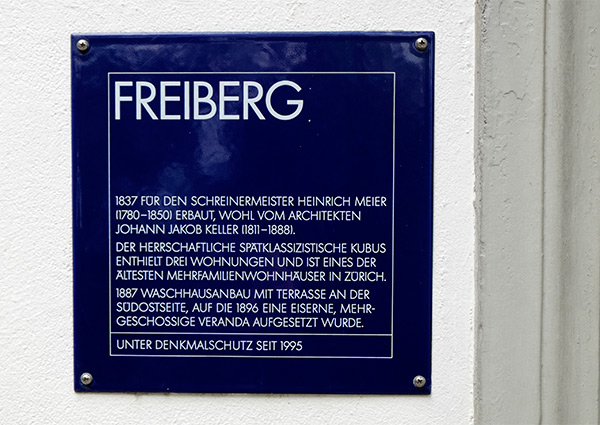 FREIBERG
1837 FÜR DEN SCHREINERMEISTER HEINRICH MEIER
(1780–1850) ERBAUT, WOHL VOM ARCHITEKTEN
JOHANN JAKOB KELLER (1811–1888).
DER HERRSCHAFTLICHE SPÄTKLASSIZISTISCHE KUBUS
ENTHIELT DREI WOHNUNGEN UND IST EINES DER
ÄLTESTEN MEHRFAMILIENWOHNHÄUSER IN ZÜRICH.
1887 WASCHHAUSANBAU MIT TERRASSE AN DER
SÜDOSTSEITE, AUF DIE 1896 EINE EISERNE, MEHR-
GESCHOSSIGE VERANDA AUFGESETZT WURDE.
UNTER DENKMALSCHUTZ SEIT 1995